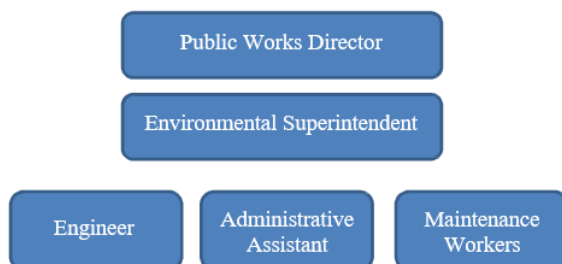 Public Works Director
Environmental Superintendent
Engineer
Administrative
Assistant
Maintenance
Workers